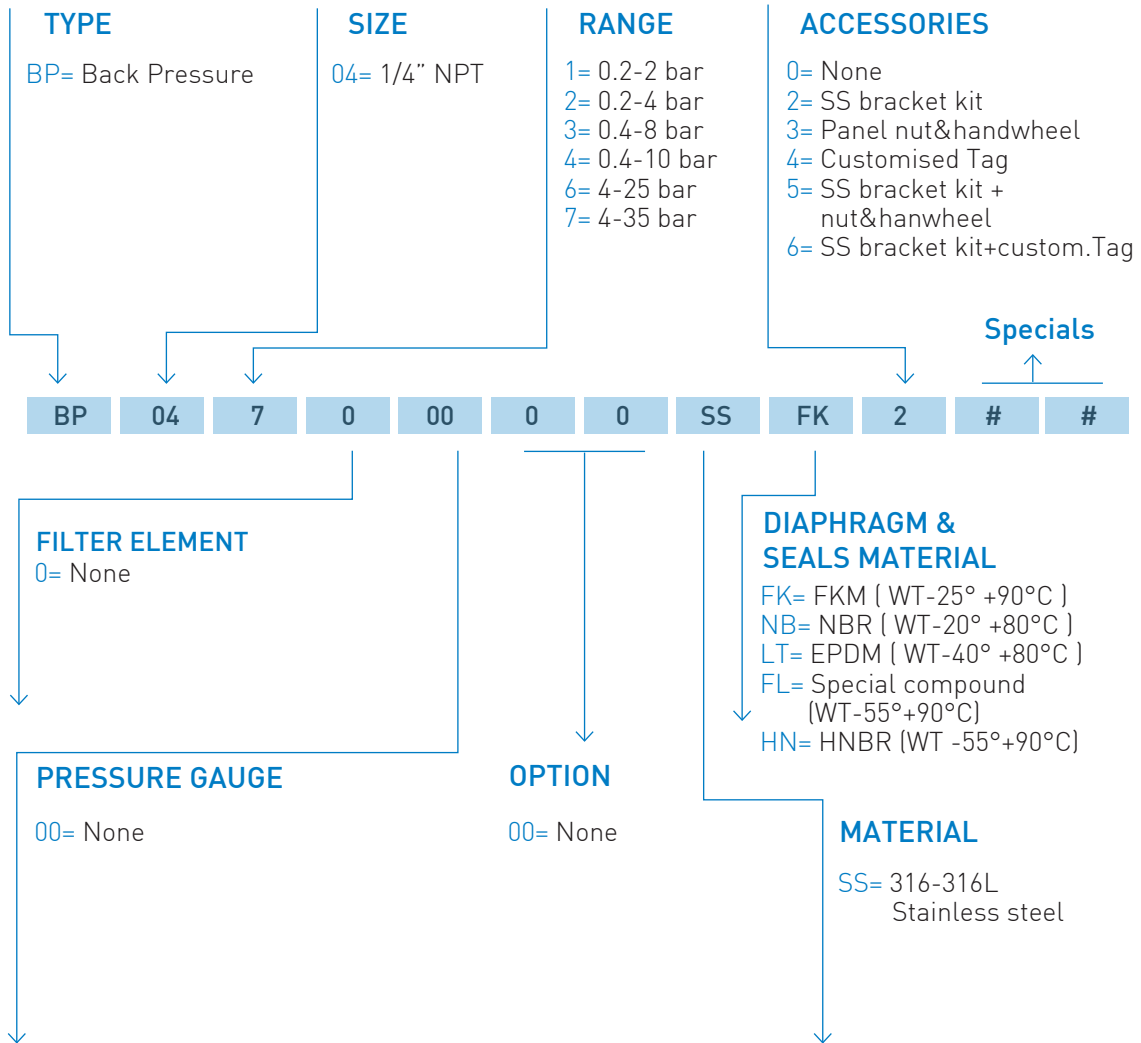 TYPE
BP= Back Pressure
SIZE
04= 1/4” NPT
RANGE
1= 0.2-2 bar
2= 0.2-4 bar
3= 0.4-8 bar
4= 0.4-10 bar
6= 4-25 bar
7= 4-35 bar
ACCESSORIES
0= None
2= SS bracket kit
3= Panel nut&handwheel
4= Customised Tag
5= SS bracket kit +
nut&hanwheel
6= SS bracket kit+custom.Tag
Specials
BP 04 7 0 00 0 0 SS FK 2 # #
FILTER ELEMENT
0= None
PRESSURE GAUGE
00= None
OPTION
00= None
DIAPHRAGM &
SEALS MATERIAL
FK= FKM ( WT-25° +90°C )
NB= NBR ( WT-20° +80°C )
LT= EPDM ( WT-40° +80°C )
FL= Special compound
(WT-55°+90°C)
HN= HNBR (WT -55°+90°C)
MATERIAL
SS= 316-316L
Stainless steel